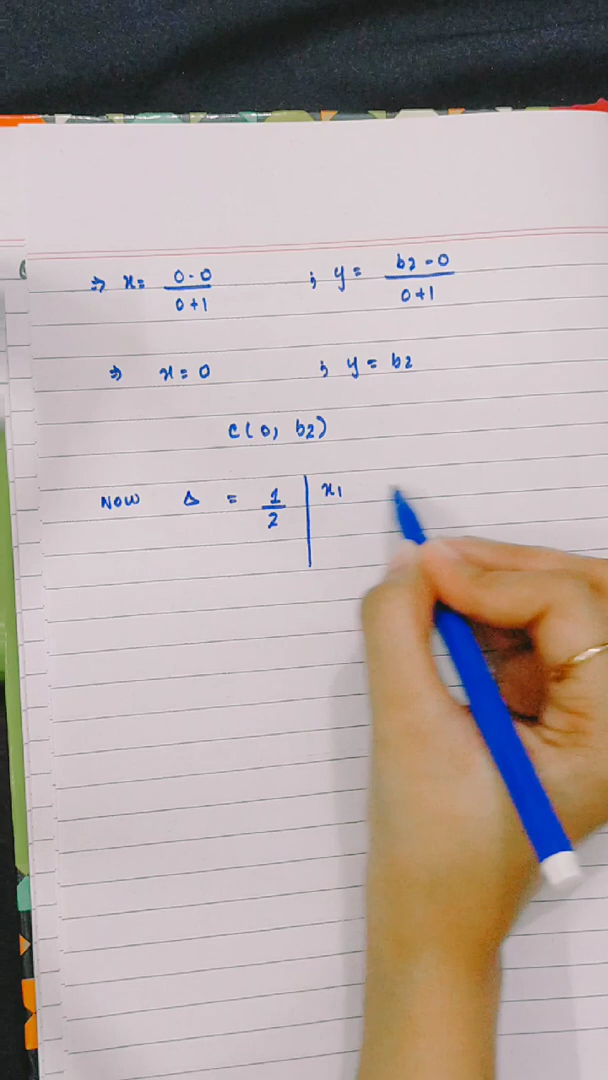 ⇒ x = 0-0 / 0+1 ; y = b2-0 / 0+1
⇒ x = 0 ; y = b2
C(0, b2)
NOW Δ = 1/2 | x1